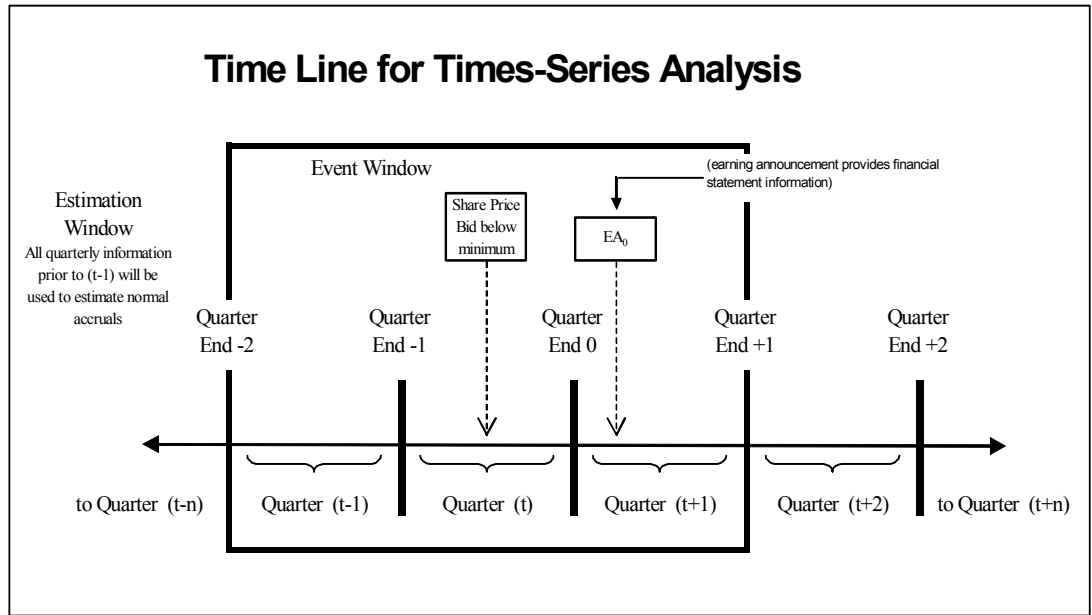 Time Line for Times-Series Analysis
Event Window
(earning announcement provides financial
statement information)
Estimation
Window
All quarterly information
prior to (t-1) will be
used to estimate normal
accruals
Share Price
Bid below
minimum
EA₀
Quarter
End -2
Quarter
End -1
Quarter
End 0
Quarter
End +1
Quarter
End +2
to Quarter (t-n)
Quarter (t-1)
Quarter (t)
Quarter (t+1)
Quarter (t+2)
to Quarter (t+n)